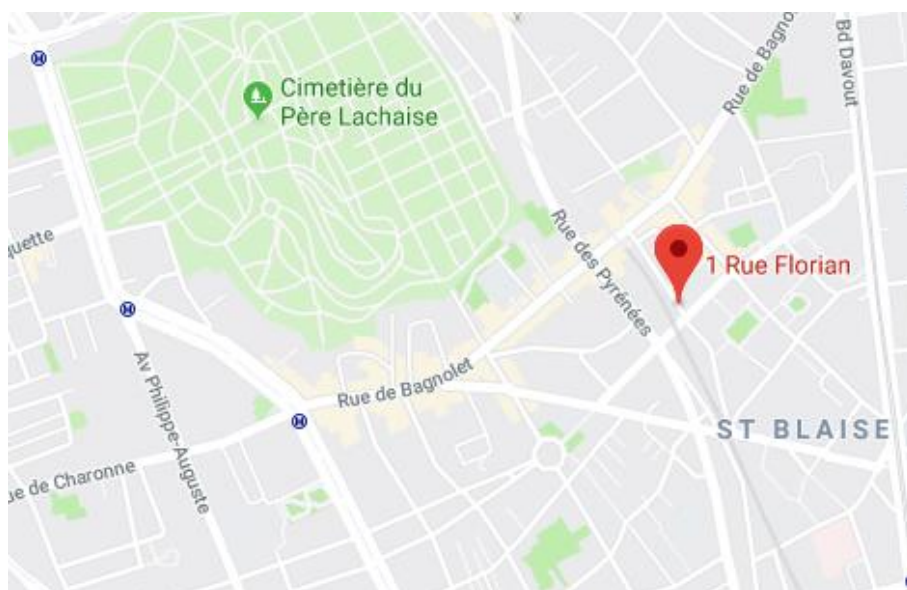 Rue de Bagno
Bd Davout
Cimetière du
Père Lachaise
quette
Rue des Pyrénées
1 Rue Florian
Av Philippe-Auguste
Rue de Bagnolet
ST BLAISE
ue de Charonne